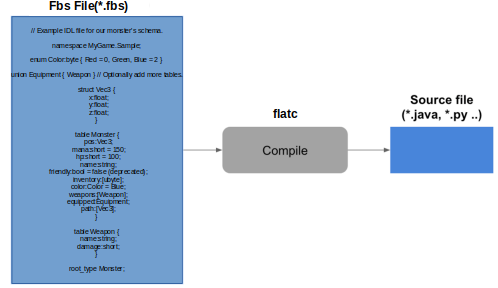 Fbs File(*.fbs)
// Example IDL file for our monster's schema.
namespace MyGame.Sample;
enum Color:byte { Red = 0, Green, Blue = 2 }
union Equipment { Weapon } // Optionally add more tables.
struct Vec3 {
x:float;
y:float;
z:float;
}
table Monster {
pos:Vec3;
mana:short = 150;
hp:short = 100;
name:string;
friendly:bool = false (deprecated);
inventory:[ubyte];
color:Color = Blue;
weapons:[Weapon];
equipped:Equipment;
path:[Vec3];
}
table Weapon {
name:string;
damage:short;
}
root_type Monster;
flatc
Compile
Source file
(*.java, *.py ..)